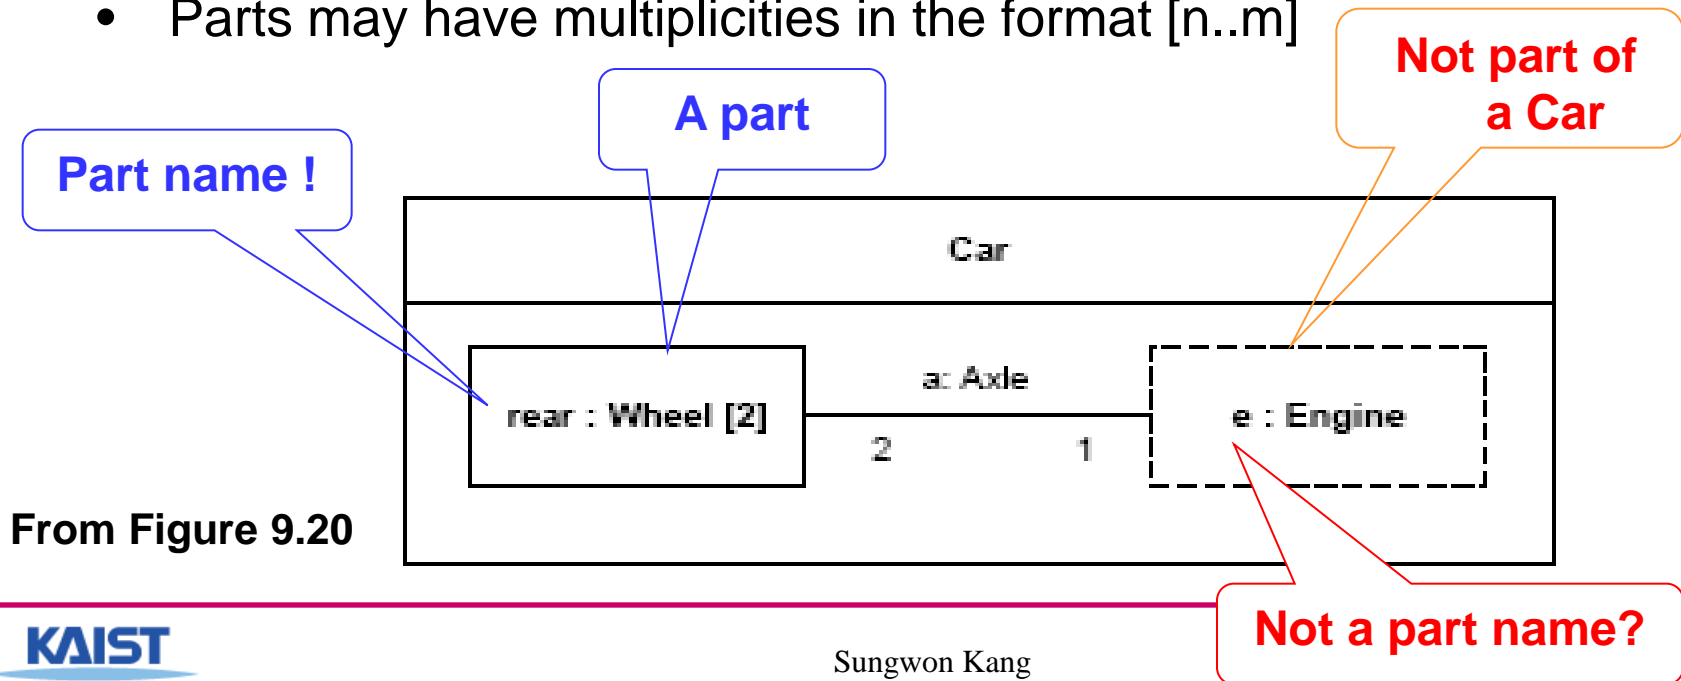 • Parts may have multiplicities in the format [n..m]
Not part of
a Car
A part
Part name !
Car
a: Axle
rear : Wheel [2]
e : Engine
2 1
From Figure 9.20
Not a part name?
KAIST
Sungwon Kang